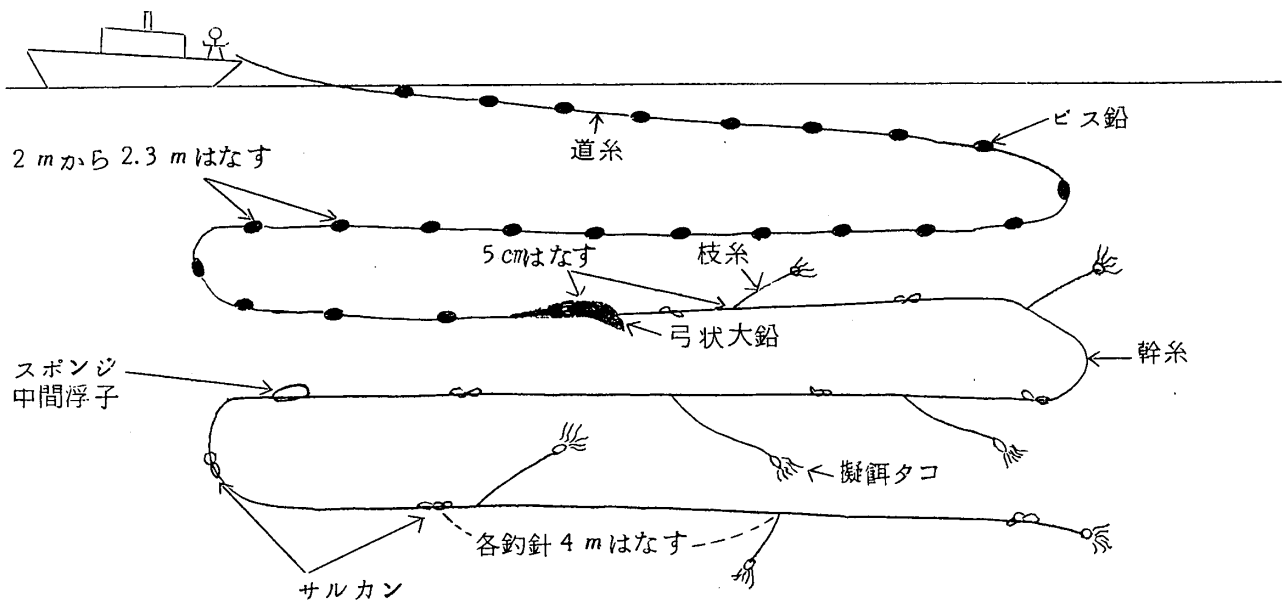 ビス鉛
道糸
2mから2.3mはなす
5cmはなす
枝糸
弓状大鉛
幹糸
スポンジ
中間浮子
擬餌タコ
各釣針4mはなす
サルカン